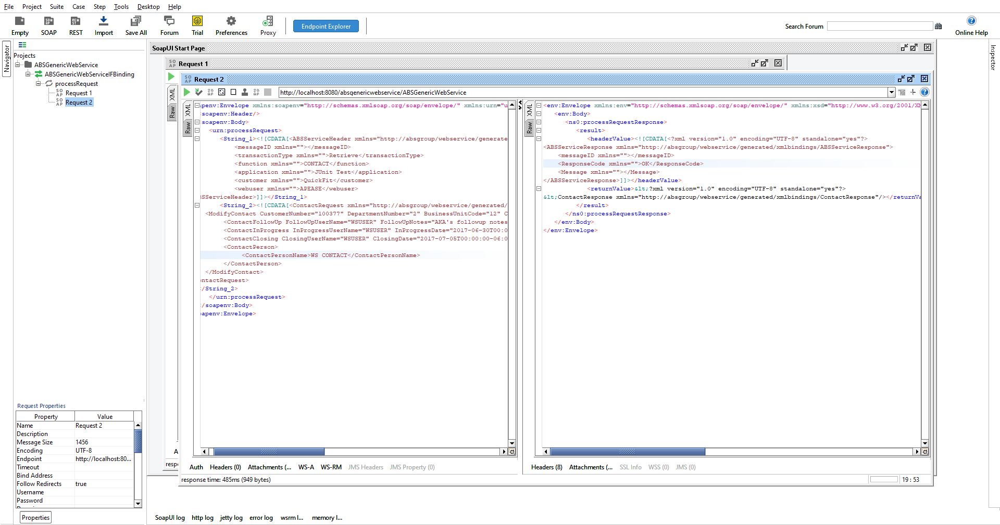 File Project Suite Case Step Tools Desktop Help
Empty SOAP REST Import Save All Forum Trial Preferences Proxy Endpoint Explorer Search Forum Online Help
Navigator
Projects
ABSGenericWebService
ABSGenericWebServiceIFBinding
processRequest
SO AP Request 1
SO AP Request 2
Inspector
SoapUI Start Page
SO AP Request 1
XML
Raw
SO AP Request 2
http://localhost:8080/absgenericwebservice/ABSGenericWebService
XML
Raw
apenv:Envelope xmlns:soapenv="http://schemas.xmlsoap.org/soap/envelope/" xmlns:urn="u
soapenv:Header/>
soapenv:Body>
<urn:processRequest>
<String_1><![CDATA[<ABSServiceHeader xmlns="http://absgroup/webservice/generate
<messageID xmlns=""></messageID>
<transactionType xmlns="">Retrieve</transactionType>
<function xmlns="">CONTACT</function>
<application xmlns="">JUnit Test</application>
<customer xmlns="">QuickFit</customer>
<webuser xmlns="">APEASE</webuser>
BSServiceHeader>]]></String_1>
<String_2><![CDATA[<ContactRequest xmlns="http://absgroup/webservice/generated/
<ModifyContact CustomerNumber="100377" DepartmentNumber="2" BusinessUnitCode="12" C
<ContactFollowUp FollowUpUserName="WSUSER" FollowUpNotes="AKA's followup notes
<ContactInProgress InProgressUserName="WSUSER" InProgressDate="2017-06-30T00:0
<ContactClosing ClosingUserName="WSUSER" ClosingDate="2017-07-05T00:00:00-06:0
<ContactPerson>
<ContactPersonName>WS CONTACT</ContactPersonName>
</ContactPerson>
</ModifyContact>
ntactRequest>
/String_2>
</urn:processRequest>
/soapenv:Body>
apenv:Envelope>
XML
Raw
<env:Envelope xmlns:env="http://schemas.xmlsoap.org/soap/envelope/" xmlns:xsd="http://www.w3.org/2001/XM
<env:Body>
<ns0:processRequestResponse>
<result>
<headerValue><![CDATA[<?xml version="1.0" encoding="UTF-8" standalone="yes"?>
<ABSServiceResponse xmlns="http://absgroup/webservice/generated/xmlbindings/ABSServiceResponse">
<messageID xmlns=""></messageID>
<ResponseCode xmlns="">OK</ResponseCode>
<Message xmlns=""></Message>
</ABSServiceResponse>]]></headerValue>
<returnValue>&lt;?xml version="1.0" encoding="UTF-8" standalone="yes"?>
&lt;ContactResponse xmlns="http://absgroup/webservice/generated/xmlbindings/ContactResponse"/></returnVa
</result>
</ns0:processRequestResponse>
</env:Body>
</env:Envelope>
A
resp
Auth Headers (0) Attachments (... WS-A WS-RM JMS Headers JMS Property (0)
Headers (8) Attachments (... SSL Info WSS (0) JMS (0)
response time: 485ms (949 bytes)
19 : 53
Request Properties
Property Value
Name Request 2
Description
Message Size 1456
Encoding UTF-8
Endpoint http://localhost:80...
Timeout
Bind Address
Follow Redirects true
Username
Password
Properties
SoapUI log http log jetty log error log wsrm l... memory l...